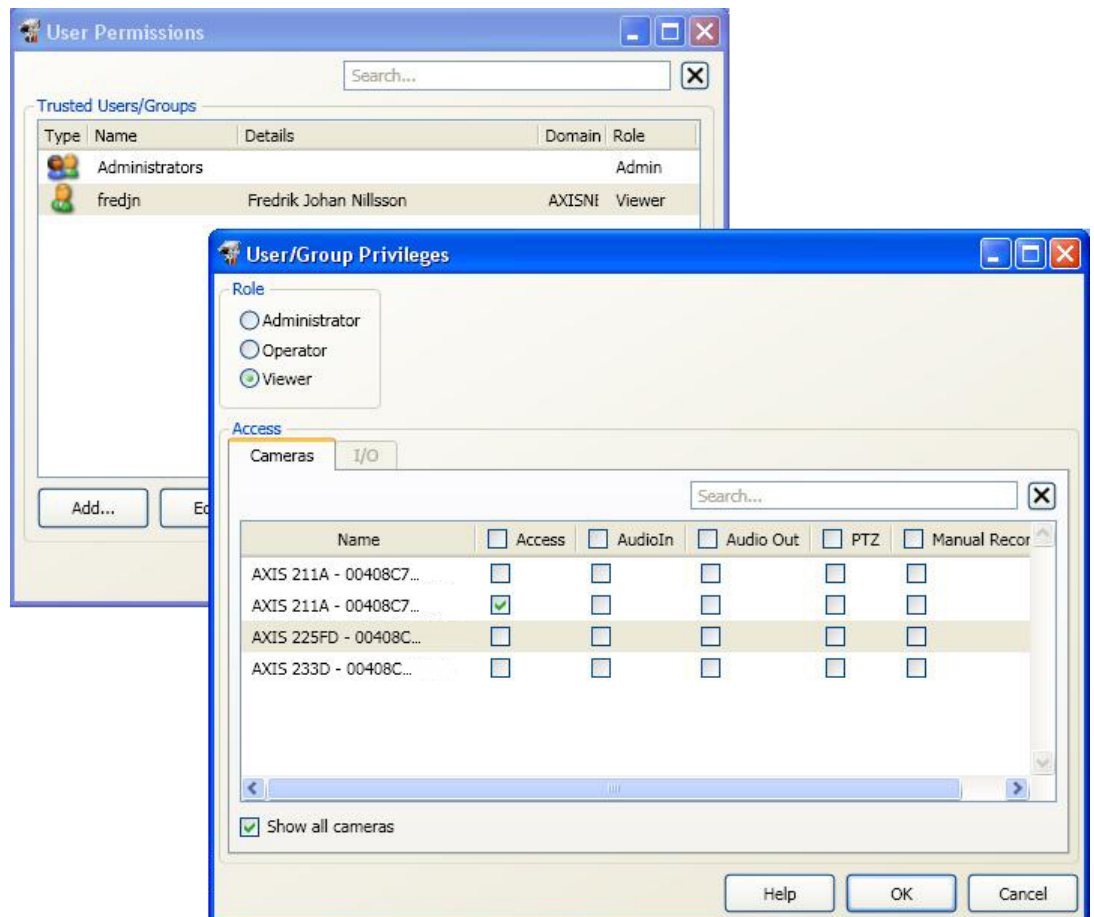 User Permissions
Search...
Trusted Users/Groups
Type Name Details Domain Role
Administrators Admin
fredjn Fredrik Johan Nillsson AXISNE Viewer
Add...
User/Group Privileges
Role
Administrator
Operator
Viewer
Access
Cameras I/O
Search...
Name Access AudioIn Audio Out PTZ Manual Recor
AXIS 211A - 00408C7...
AXIS 211A - 00408C7...
AXIS 225FD - 00408C...
AXIS 233D - 00408C...
Show all cameras
Help OK Cancel